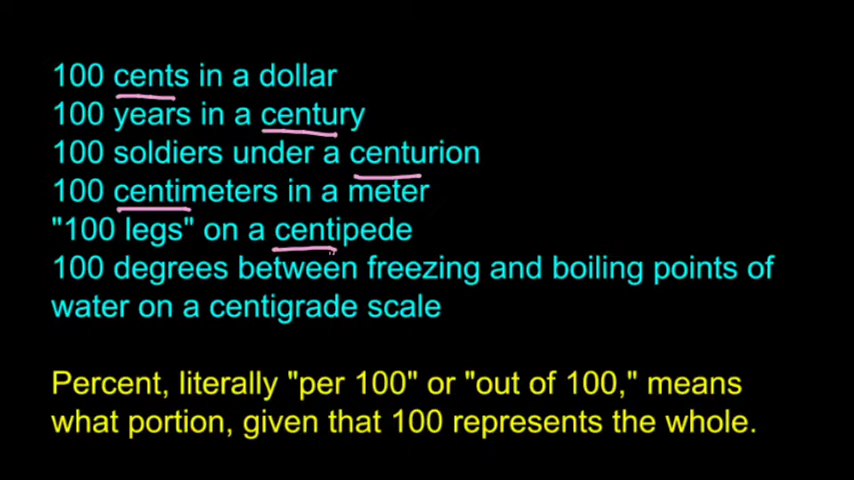 100 cents in a dollar
100 years in a century
100 soldiers under a centurion
100 centimeters in a meter
"100 legs" on a centipede
100 degrees between freezing and boiling points of
water on a centigrade scale
Percent, literally "per 100" or "out of 100," means
what portion, given that 100 represents the whole.